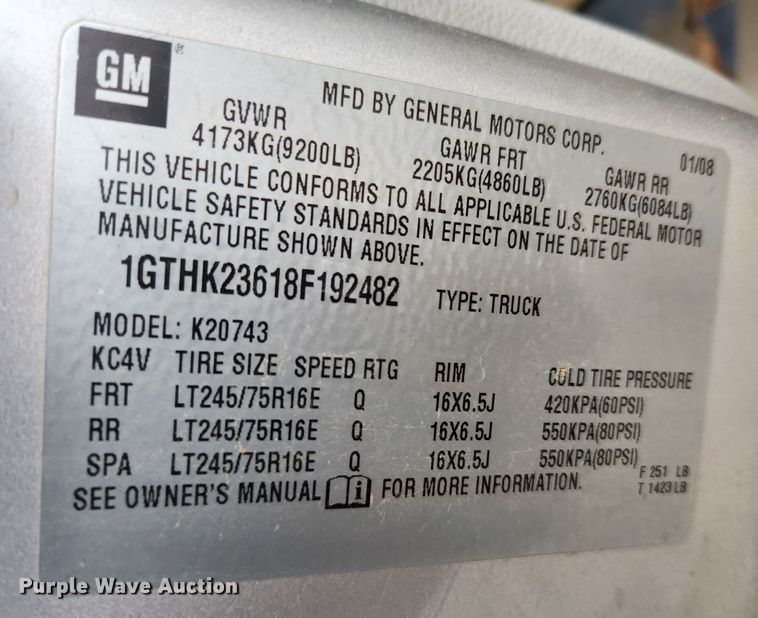 GM®
MFD BY GENERAL MOTORS CORP. 01/08
GVWR GAWR FRT GAWR RR
4173KG(9200LB) 2205KG(4860LB) 2760KG(6084LB)
THIS VEHICLE CONFORMS TO ALL APPLICABLE U.S. FEDERAL MOTOR
VEHICLE SAFETY STANDARDS IN EFFECT ON THE DATE OF
MANUFACTURE SHOWN ABOVE.
1GTHK23618F192482 TYPE: TRUCK
MODEL: K20743
KC4V TIRE SIZE SPEED RTG RIM COLD TIRE PRESSURE
FRT LT245/75R16E Q 16X6.5J 420KPA(60PSI)
RR LT245/75R16E Q 16X6.5J 550KPA(80PSI)
SPA LT245/75R16E Q 16X6.5J 550KPA(80PSI)
F 251 LB
T 1423 LB
SEE OWNER'S MANUAL i FOR MORE INFORMATION.
Purple Wave Auction